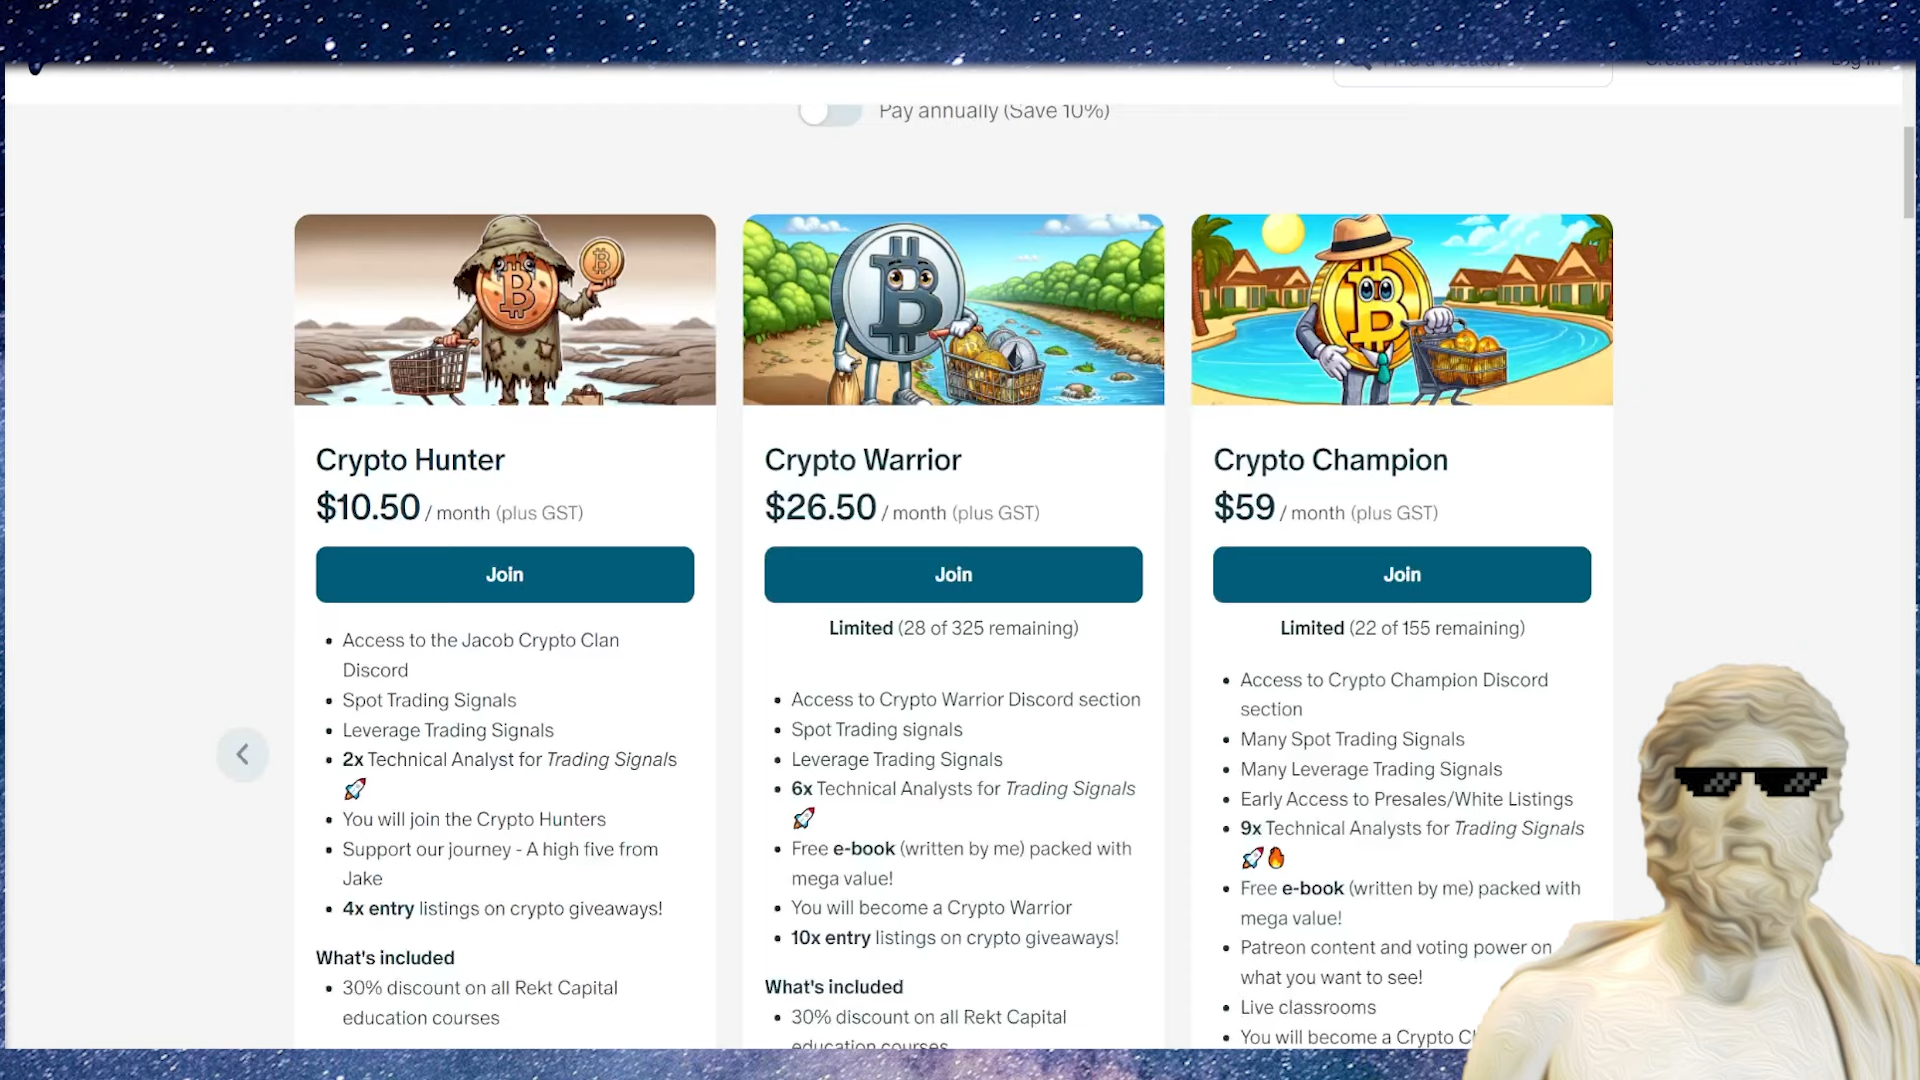 Pay annually (Save 10%)
Crypto Hunter
$10.50 / month (plus GST)
Join
Access to the Jacob Crypto Clan
Discord
Spot Trading Signals
Leverage Trading Signals
2x Technical Analyst for Trading Signals
🚀
You will join the Crypto Hunters
Support our journey - A high five from
Jake
4x entry listings on crypto giveaways!
What's included
30% discount on all Rekt Capital
education courses
Crypto Warrior
$26.50 / month (plus GST)
Join
Limited (28 of 325 remaining)
Access to Crypto Warrior Discord section
Spot Trading signals
Leverage Trading Signals
6x Technical Analysts for Trading Signals
🚀
Free e-book (written by me) packed with
mega value!
You will become a Crypto Warrior
10x entry listings on crypto giveaways!
What's included
30% discount on all Rekt Capital
education courses
Crypto Champion
$59 / month (plus GST)
Join
Limited (22 of 155 remaining)
Access to Crypto Champion Discord
section
Many Spot Trading Signals
Many Leverage Trading Signals
Early Access to Presales/White Listings
9x Technical Analysts for Trading Signals
🚀🔥
Free e-book (written by me) packed with
mega value!
Patreon content and voting power on
what you want to see!
Live classrooms
You will become a Crypto